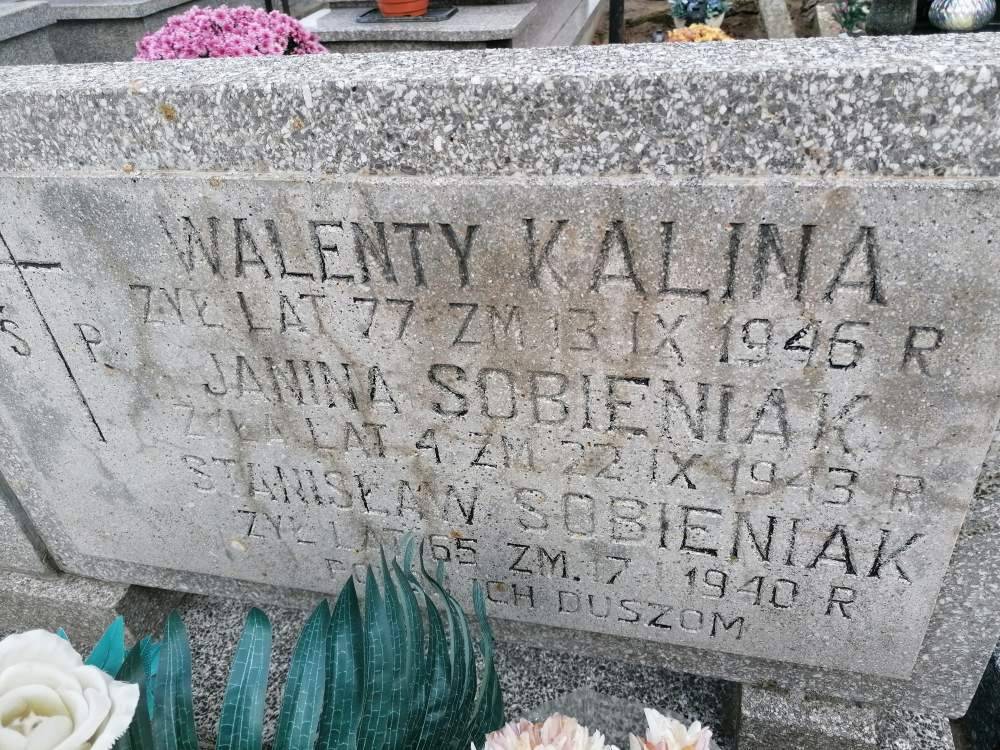 Ś P.
WALENTY KALINA
ŻYŁ LAT 77 ZM 13 IX 1946 R
JANINA SOBIENIAK
ŻYŁA LAT 4 ZM 22 IX 1943 R
STANISŁAW SOBIENIAK
ŻYŁ LAT 65 ZM. 17 I 1940 R
ICH DUSZOM